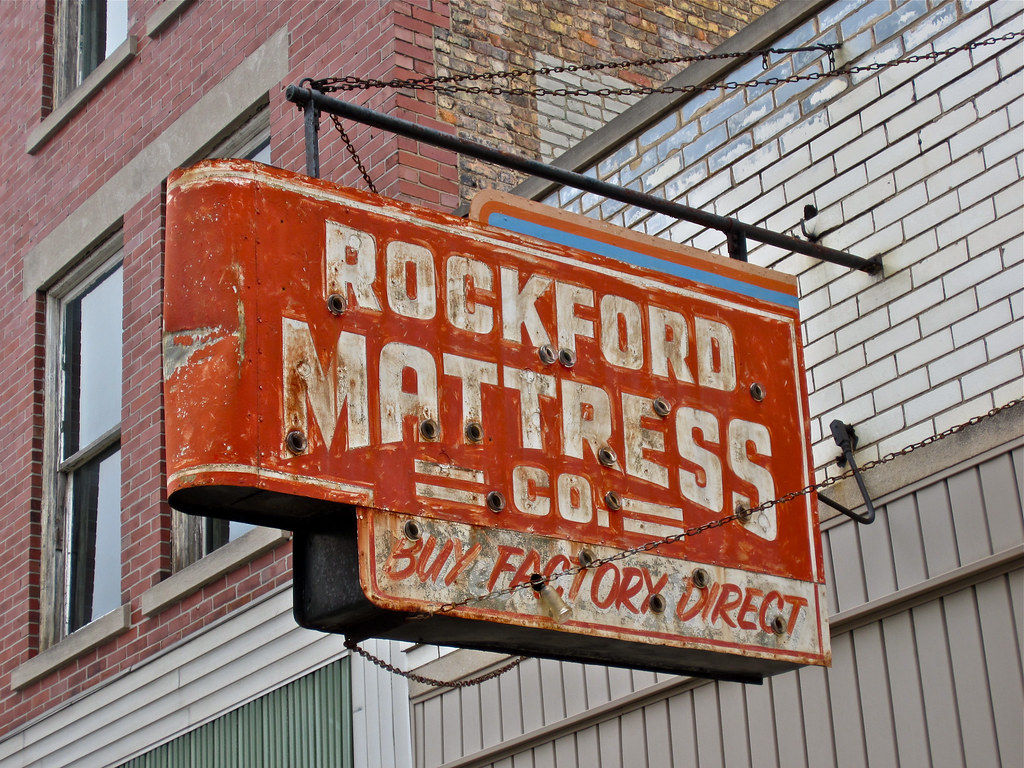 ROCKFORD
MATTRESS
CO.
BUY FACTORY DIRECT